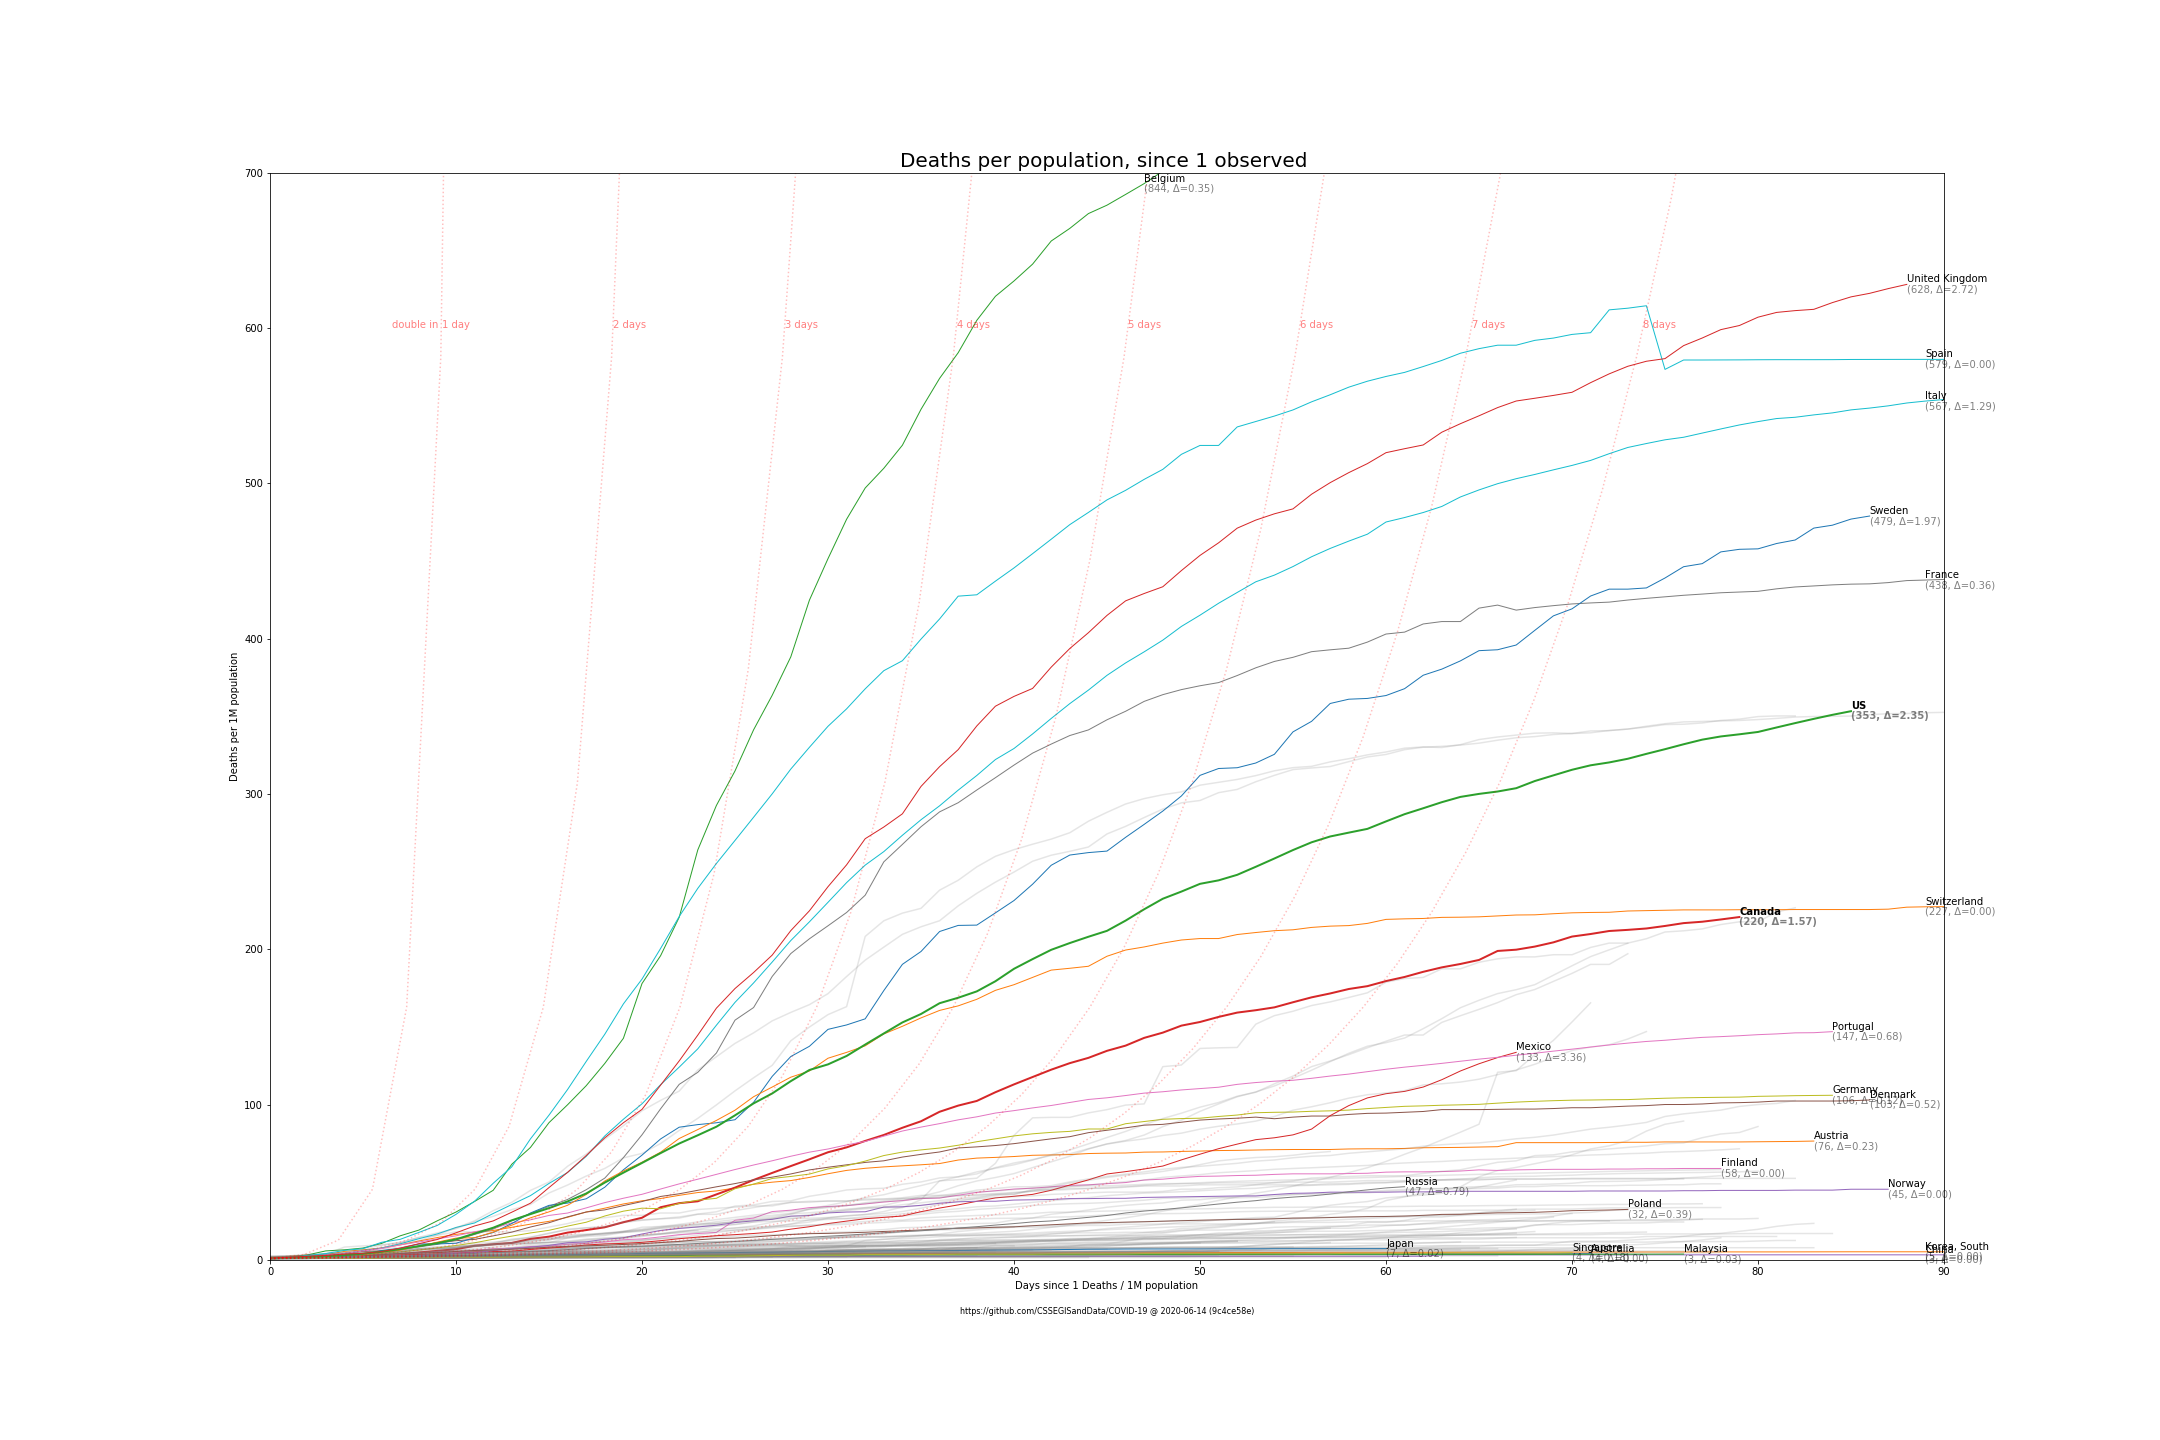 Deaths per population, since 1 observed
700
600
500
400
300
200
100
0
Deaths per 1M population
double in 1 day
2 days
3 days
4 days
5 days
6 days
7 days
8 days
Belgium
(844, Δ=0.35)
United Kingdom
(628, Δ=2.72)
Spain
(579, Δ=0.00)
Italy
(567, Δ=1.29)
Sweden
(479, Δ=1.97)
France
(438, Δ=0.36)
US
(353, Δ=2.35)
Switzerland
(227, Δ=0.00)
Canada
(220, Δ=1.57)
Portugal
(147, Δ=0.68)
Mexico
(133, Δ=3.36)
Germany
(106, Δ=0.12)
Denmark
(103, Δ=0.52)
Austria
(76, Δ=0.23)
Finland
(58, Δ=0.00)
Russia
(47, Δ=0.79)
Norway
(45, Δ=0.00)
Poland
(32, Δ=0.39)
Japan
(7, Δ=0.02)
Singapore
Australia
Malaysia
(3, Δ=0.03)
Korea, South
China
0
10
20
30
40
50
60
70
80
90
Days since 1 Deaths / 1M population
https://github.com/CSSEGISandData/COVID-19 @ 2020-06-14 (9c4ce58e)